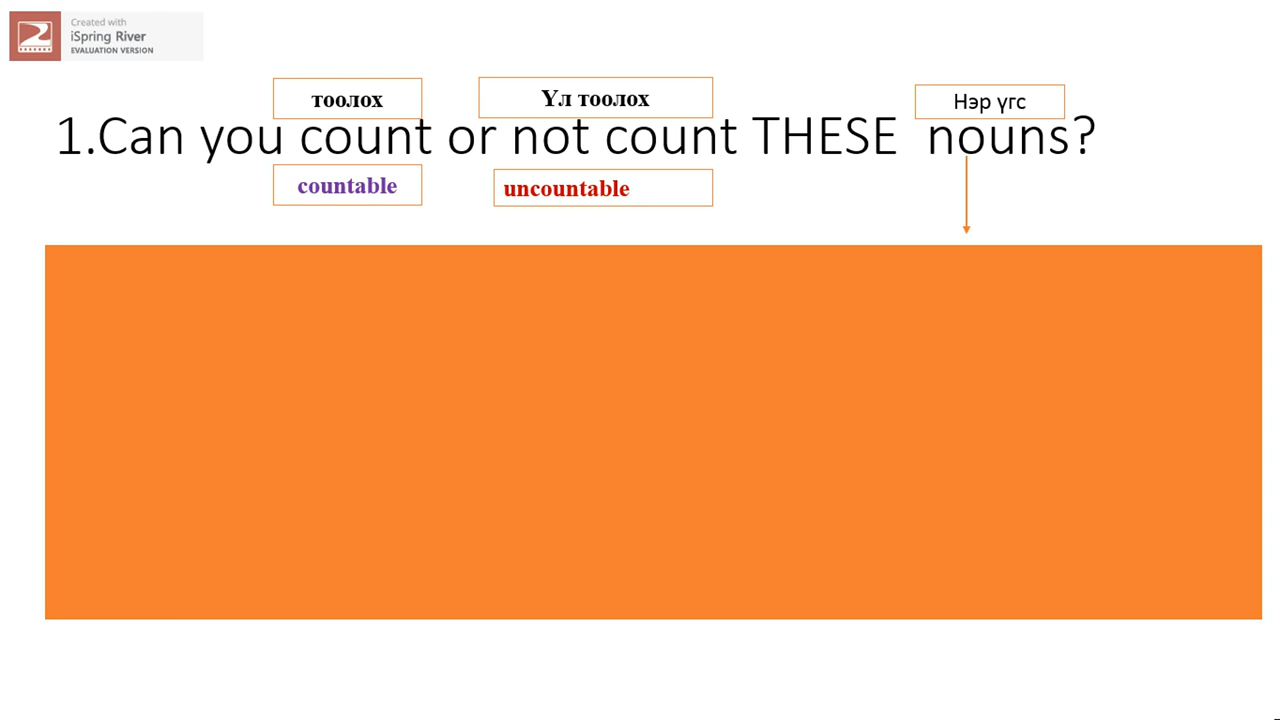 Created with
iSpring River
EVALUATION VERSION
тоолох
Үл тоолох
Нэр үгс
1.Can you count or not count THESE nouns?
countable
uncountable